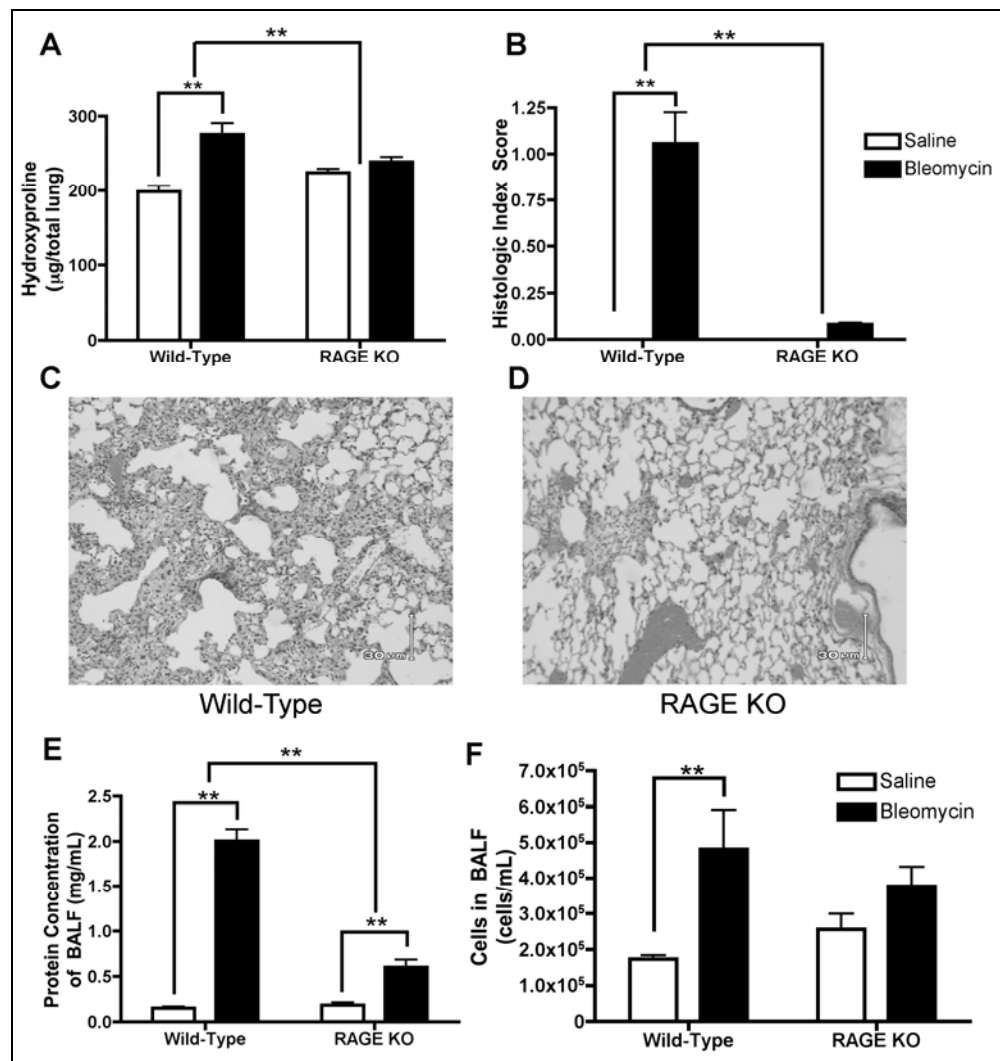 A
**
**
Hydroxyproline
(µg/total lung)
300
200
100
0
Wild-Type
RAGE KO
B
**
**
Histologic Index Score
1.25
1.00
0.75
0.50
0.25
0.00
Wild-Type
RAGE KO
Saline
Bleomycin
C
30 µm
Wild-Type
D
30 µm
RAGE KO
E
**
**
**
Protein Concentration
of BALF (mg/mL)
2.5
2.0
1.5
1.0
0.5
0.0
Wild-Type
RAGE KO
F
**
Cells in BALF
(cells/mL)
7.0x10⁵
6.0x10⁵
5.0x10⁵
4.0x10⁵
3.0x10⁵
2.0x10⁵
1.0x10⁵
Wild-Type
RAGE KO
Saline
Bleomycin